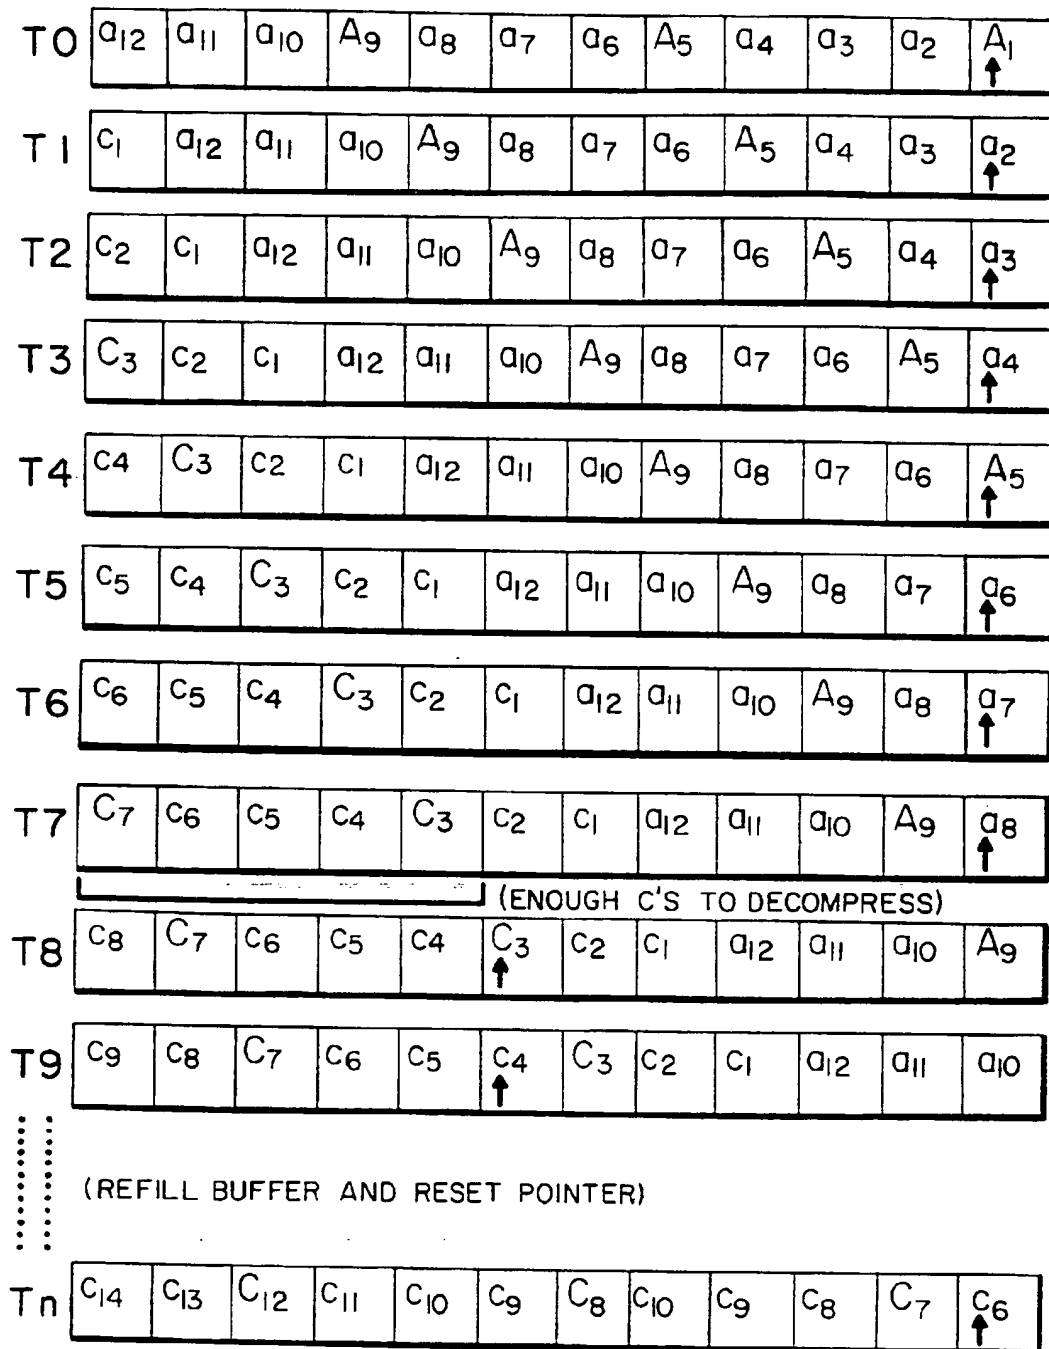 T0 a12 a11 a10 A9 a8 a7 a6 A5 a4 a3 a2 A1
T1 c1 a12 a11 a10 A9 a8 a7 a6 A5 a4 a3 a2
T2 c2 c1 a12 a11 a10 A9 a8 a7 a6 A5 a4 a3
T3 C3 c2 c1 a12 a11 a10 A9 a8 a7 a6 A5 a4
T4 c4 C3 c2 c1 a12 a11 a10 A9 a8 a7 a6 A5
T5 c5 c4 C3 c2 c1 a12 a11 a10 A9 a8 a7 a6
T6 c6 c5 c4 C3 c2 c1 a12 a11 a10 A9 a8 a7
T7 C7 c6 c5 c4 C3 c2 c1 a12 a11 a10 A9 a8
(ENOUGH C'S TO DECOMPRESS)
T8 c8 C7 c6 c5 c4 C3 c2 c1 a12 a11 a10 A9
T9 c9 c8 C7 c6 c5 c4 C3 c2 c1 a12 a11 a10
(REFILL BUFFER AND RESET POINTER)
Tn c14 c13 C12 c11 c10 c9 C8 c10 c9 c8 C7 c6